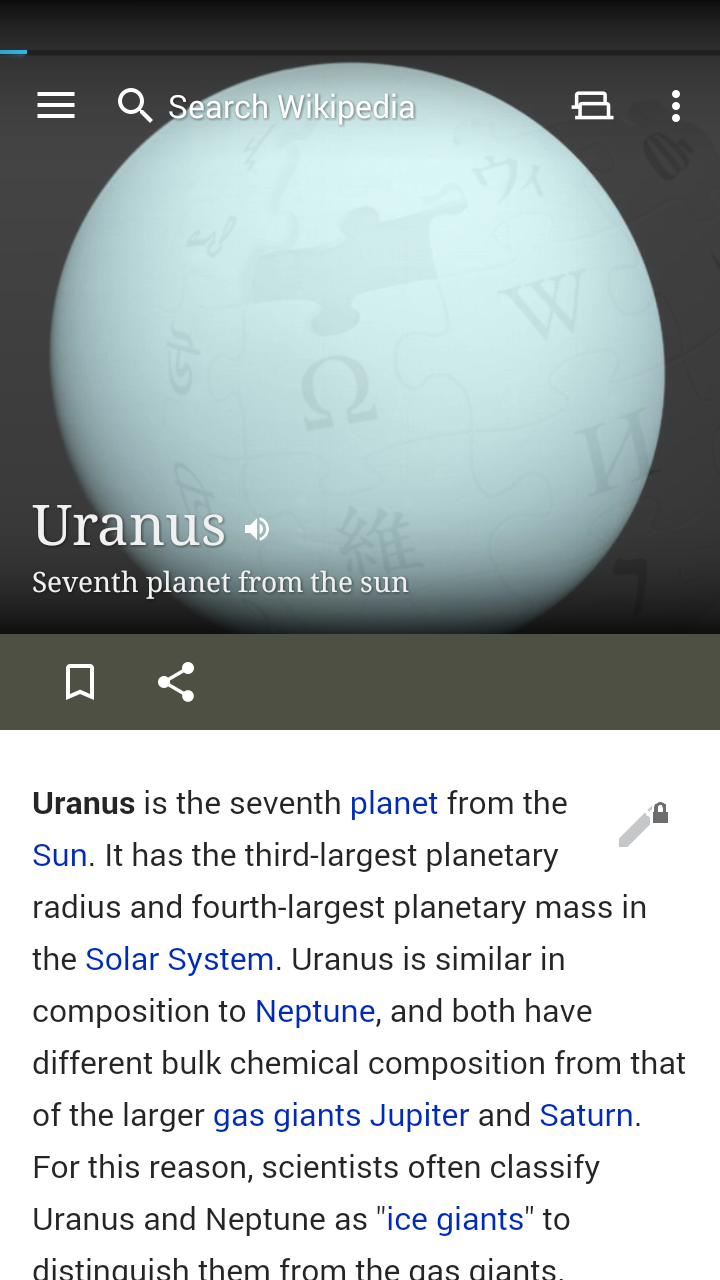 Search Wikipedia
ウィ
W
Ω
И
維
Uranus
Seventh planet from the sun
Uranus is the seventh planet from the
Sun. It has the third-largest planetary
radius and fourth-largest planetary mass in
the Solar System. Uranus is similar in
composition to Neptune, and both have
different bulk chemical composition from that
of the larger gas giants Jupiter and Saturn.
For this reason, scientists often classify
Uranus and Neptune as "ice giants" to
distinguish them from the gas giants.